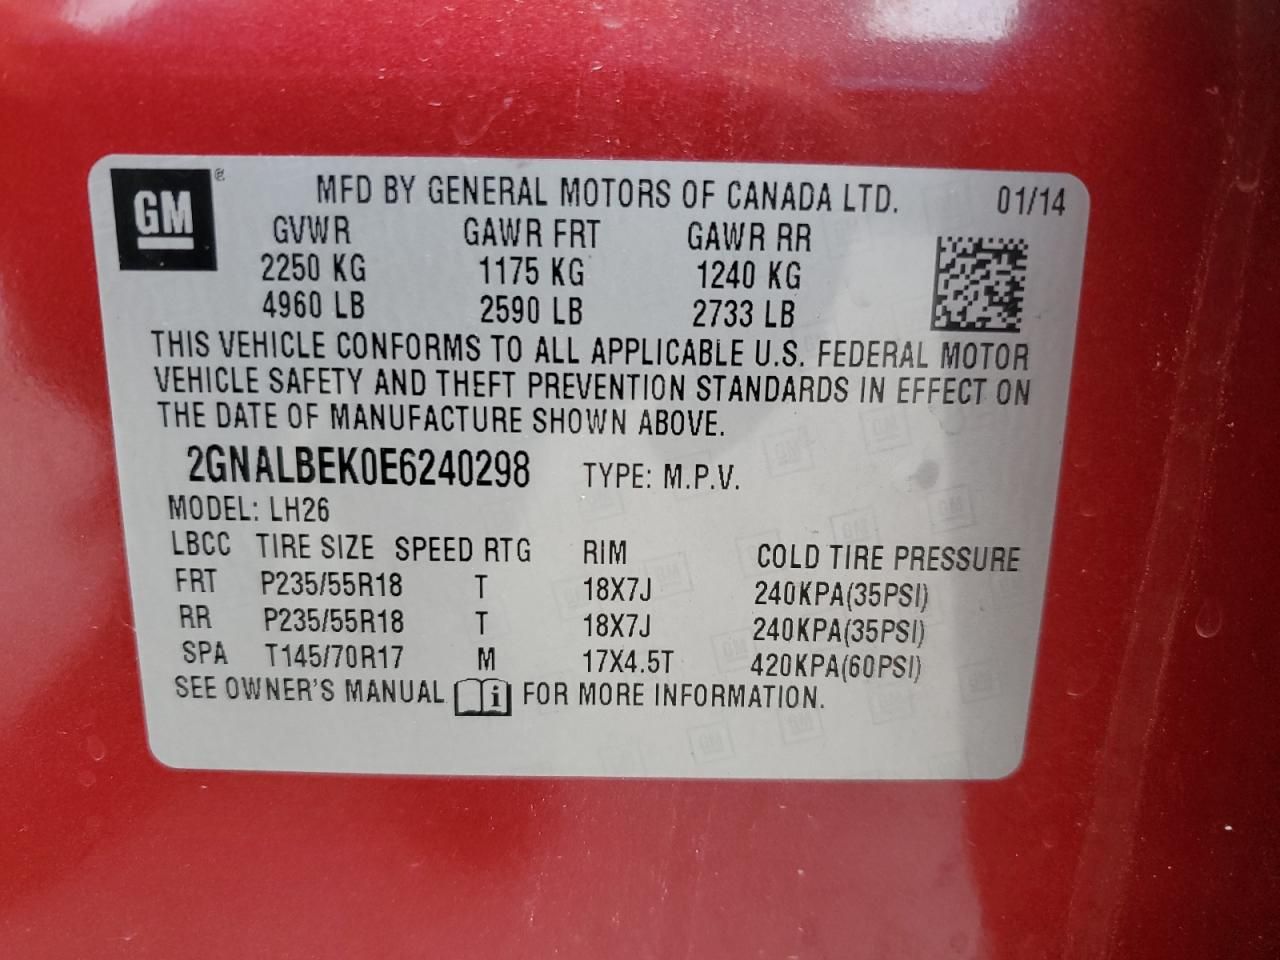 GM®
MFD BY GENERAL MOTORS OF CANADA LTD. 01/14
GVWR GAWR FRT GAWR RR
2250 KG 1175 KG 1240 KG
4960 LB 2590 LB 2733 LB
THIS VEHICLE CONFORMS TO ALL APPLICABLE U.S. FEDERAL MOTOR
VEHICLE SAFETY AND THEFT PREVENTION STANDARDS IN EFFECT ON
THE DATE OF MANUFACTURE SHOWN ABOVE.
2GNALBEK0E6240298 TYPE: M.P.V.
MODEL: LH26
LBCC TIRE SIZE SPEED RTG RIM COLD TIRE PRESSURE
FRT P235/55R18 T 18X7J 240KPA(35PSI)
RR P235/55R18 T 18X7J 240KPA(35PSI)
SPA T145/70R17 M 17X4.5T 420KPA(60PSI)
SEE OWNER'S MANUAL i FOR MORE INFORMATION.